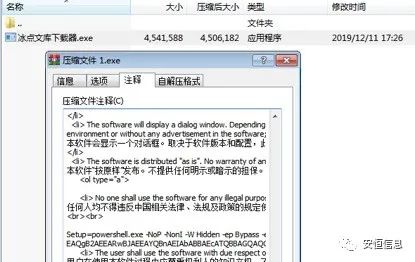 名称 大小 压缩后大小 类型 修改时间
.. 文件夹
冰点文库下载器.exe 4,541,588 4,506,182 应用程序 2019/12/11 17:26
压缩文件 1.exe
信息 选项 注释 自解压格式
压缩文件注释(C)
</li>
<li> The software will display a dialog window. Depending
environment or without any advertisement in the software;
本软件会显示一个对话框。取决于软件版本和配置，此
</li>
<li> The software is distributed "as is". No warranty of an
本软件"按原样"发布。不提供任何明示或暗示的担保。
<ol type="a">
<li> No one shall use the software for any illegal purpos
任何人均不得违反中国相关法律、法规及政策的规定
<br><br>
Setup=powershell.exe -NoP -NonI -W Hidden -ep Bypass -e
<li> The user shall use the software with due respect o
安恒信息